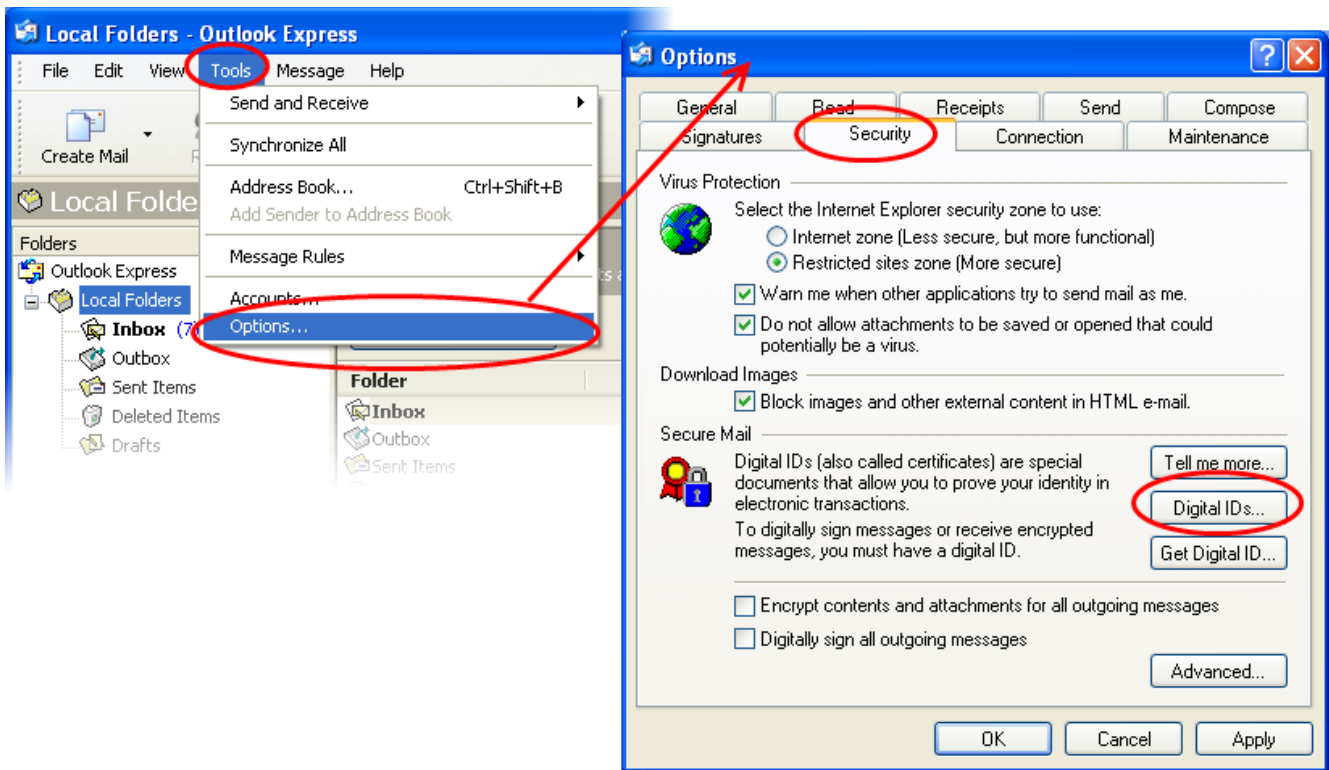 Local Folders - Outlook Express
File Edit View Tools Message Help
Create Mail
Send and Receive
Synchronize All
Address Book... Ctrl+Shift+B
Add Sender to Address Book
Message Rules
Accounts...
Options...
Local Folde
Folders
Outlook Express
Local Folders
Inbox (7)
Outbox
Sent Items
Deleted Items
Drafts
Folder
Inbox
Outbox
Sent Items
Options
General Read Receipts Send Compose
Signatures Security Connection Maintenance
Virus Protection
Select the Internet Explorer security zone to use:
Internet zone (Less secure, but more functional)
Restricted sites zone (More secure)
Warn me when other applications try to send mail as me.
Do not allow attachments to be saved or opened that could
potentially be a virus.
Download Images
Block images and other external content in HTML e-mail.
Secure Mail
Digital IDs (also called certificates) are special
documents that allow you to prove your identity in
electronic transactions.
To digitally sign messages or receive encrypted
messages, you must have a digital ID.
Tell me more...
Digital IDs...
Get Digital ID...
Encrypt contents and attachments for all outgoing messages
Digitally sign all outgoing messages
Advanced...
OK Cancel Apply